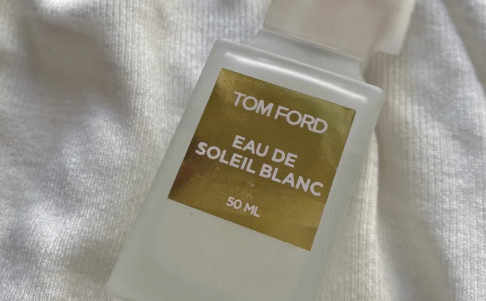 TOM FORD
EAU DE
SOLEIL BLANC
50 ML